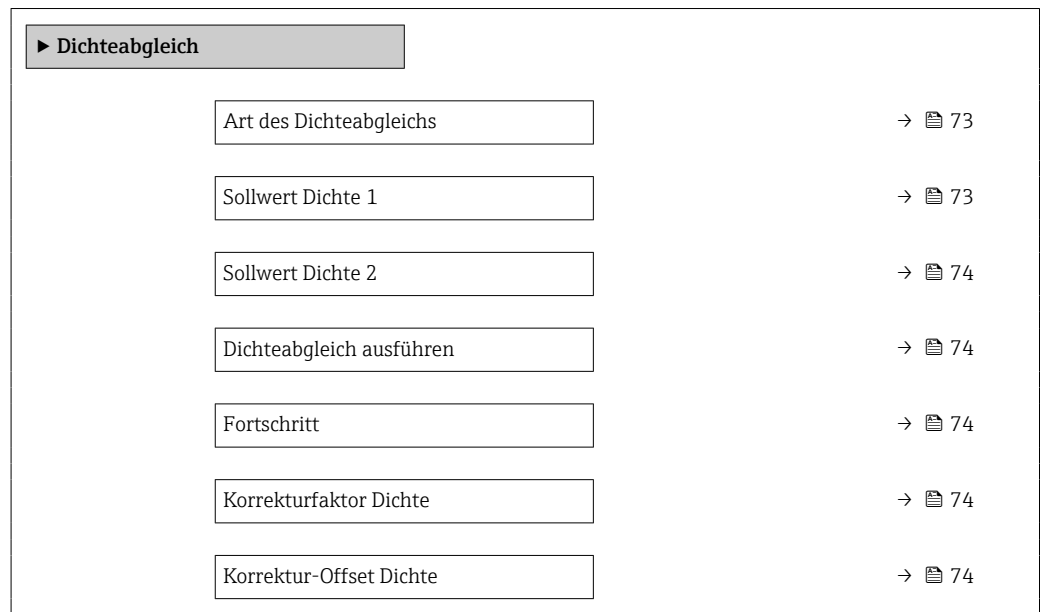 ▶ Dichteabgleich
Art des Dichteabgleichs → 73
Sollwert Dichte 1 → 73
Sollwert Dichte 2 → 74
Dichteabgleich ausführen → 74
Fortschritt → 74
Korrekturfaktor Dichte → 74
Korrektur-Offset Dichte → 74